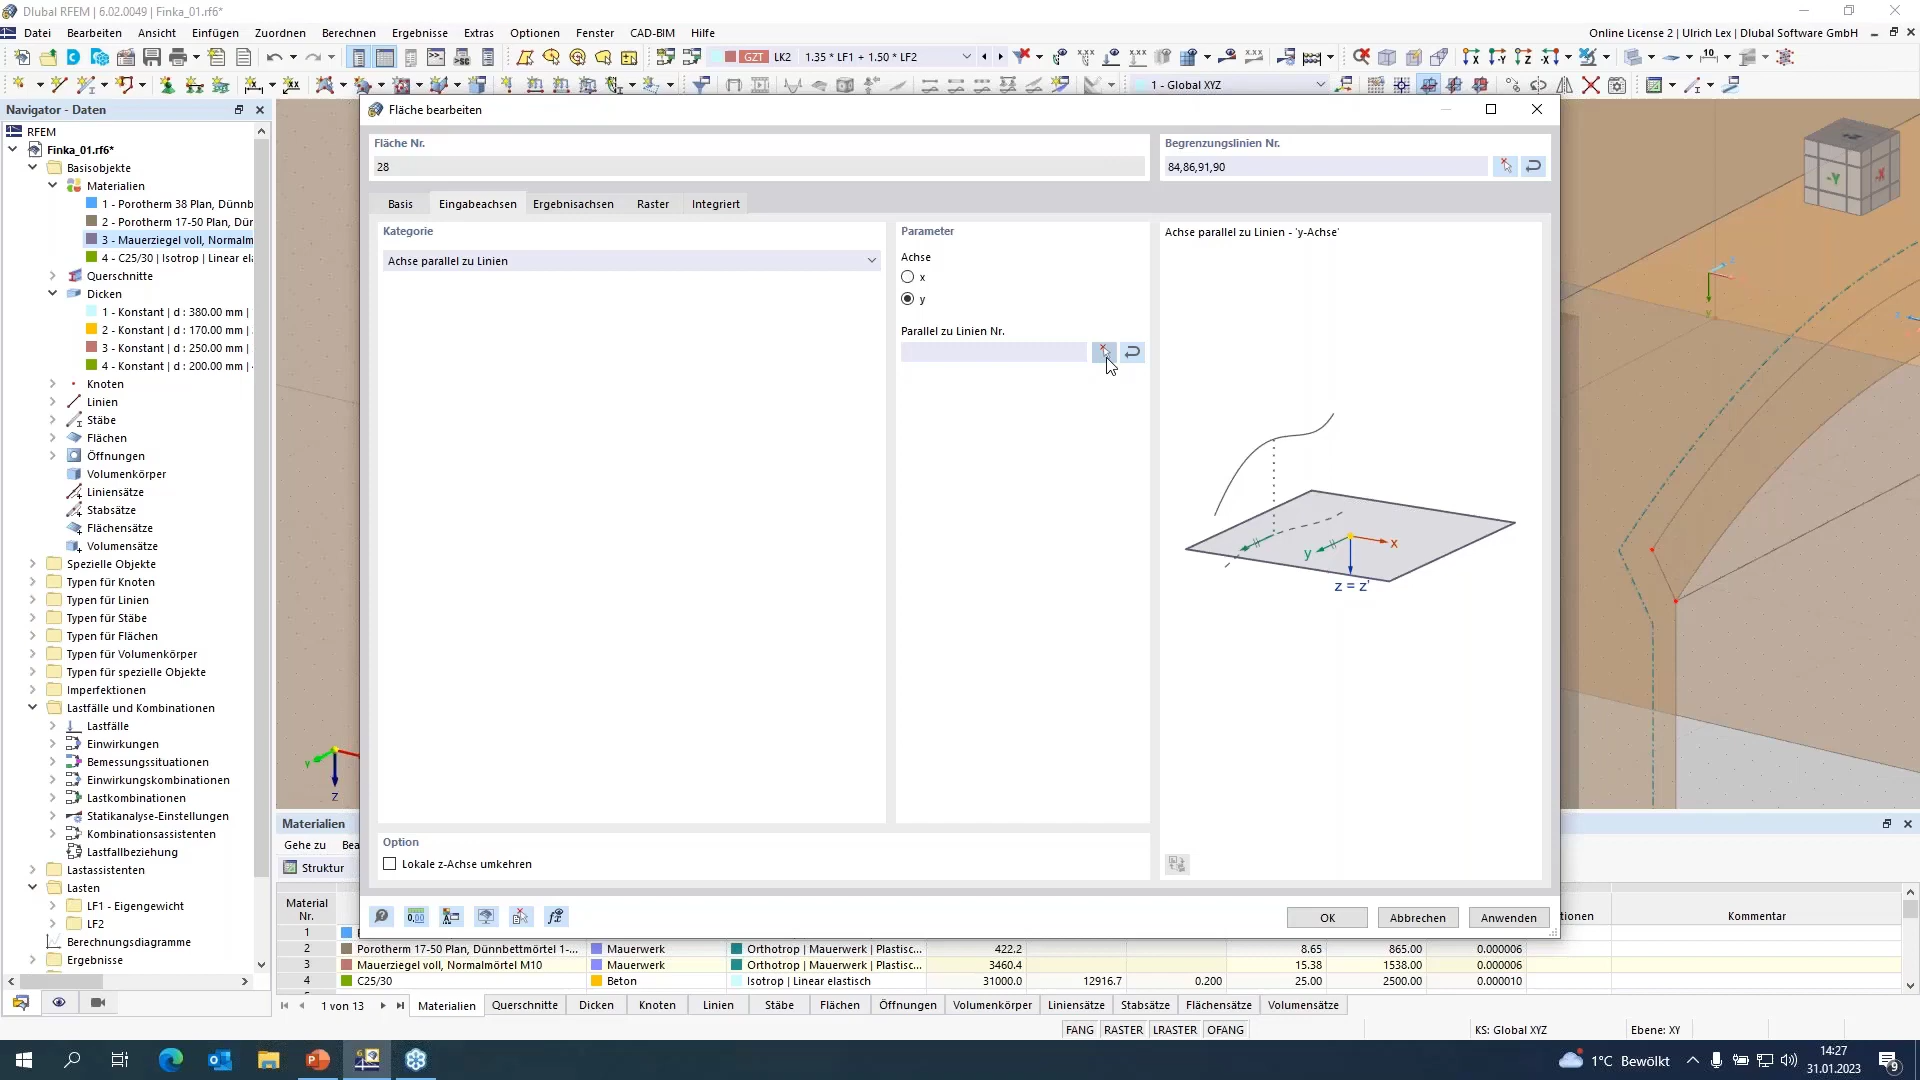 Dlubal RFEM | 6.02.0049 | Finka_01.rf6*
Datei Bearbeiten Ansicht Einfügen Zuordnen Berechnen Ergebnisse Extras Optionen Fenster CAD-BIM Hilfe
Online License 2 | Ulrich Lex | Dlubal Software GmbH
GZT LK2 1.35 * LF1 + 1.50 * LF2
1 - Global XYZ
Navigator - Daten
RFEM
Finka_01.rf6*
Basisobjekte
Materialien
1 - Porotherm 38 Plan, Dünnb
2 - Porotherm 17-50 Plan, Dür
3 - Mauerziegel voll, Normalm
4 - C25/30 | Isotrop | Linear ela
Querschnitte
Dicken
1 - Konstant | d : 380.00 mm |
2 - Konstant | d : 170.00 mm |
3 - Konstant | d : 250.00 mm |
4 - Konstant | d : 200.00 mm |
Knoten
Linien
Stäbe
Flächen
Öffnungen
Volumenkörper
Liniensätze
Stabsätze
Flächensätze
Volumensätze
Spezielle Objekte
Typen für Knoten
Typen für Linien
Typen für Stäbe
Typen für Flächen
Typen für Volumenkörper
Typen für spezielle Objekte
Imperfektionen
Lastfälle und Kombinationen
Lastfälle
Einwirkungen
Bemessungssituationen
Einwirkungskombinationen
Lastkombinationen
Statikanalyse-Einstellungen
Kombinationsassistenten
Lastfallbeziehung
Lastassistenten
Lasten
LF1 - Eigengewicht
LF2
Berechnungsdiagramme
Ergebnisse
Fläche bearbeiten
Fläche Nr.
28
Begrenzungslinien Nr.
84,86,91,90
Basis Eingabeachsen Ergebnisachsen Raster Integriert
Kategorie
Achse parallel zu Linien
Parameter
Achse
x
y
Parallel zu Linien Nr.
Achse parallel zu Linien - 'y-Achse'
y x
z = z'
Option
Lokale z-Achse umkehren
OK Abbrechen Anwenden
-Y -X
y
Z
Materialien
Gehe zu Bea
Struktur
Material
Nr.
tionen Kommentar
1
2 Porotherm 17-50 Plan, Dünnbettmörtel 1-... Mauerwerk Orthotrop | Mauerwerk | Plastisc... 422.2 8.65 865.00 0.000006
3 Mauerziegel voll, Normalmörtel M10 Mauerwerk Orthotrop | Mauerwerk | Plastisc... 3460.4 15.38 1538.00 0.000006
4 C25/30 Beton Isotrop | Linear elastisch 31000.0 12916.7 0.200 25.00 2500.00 0.000010
1 von 13 Materialien Querschnitte Dicken Knoten Linien Stäbe Flächen Öffnungen Volumenkörper Liniensätze Stabsätze Flächensätze Volumensätze
FANG RASTER LRASTER OFANG KS: Global XYZ Ebene: XY
1°C Bewölkt
14:27
31.01.2023
9